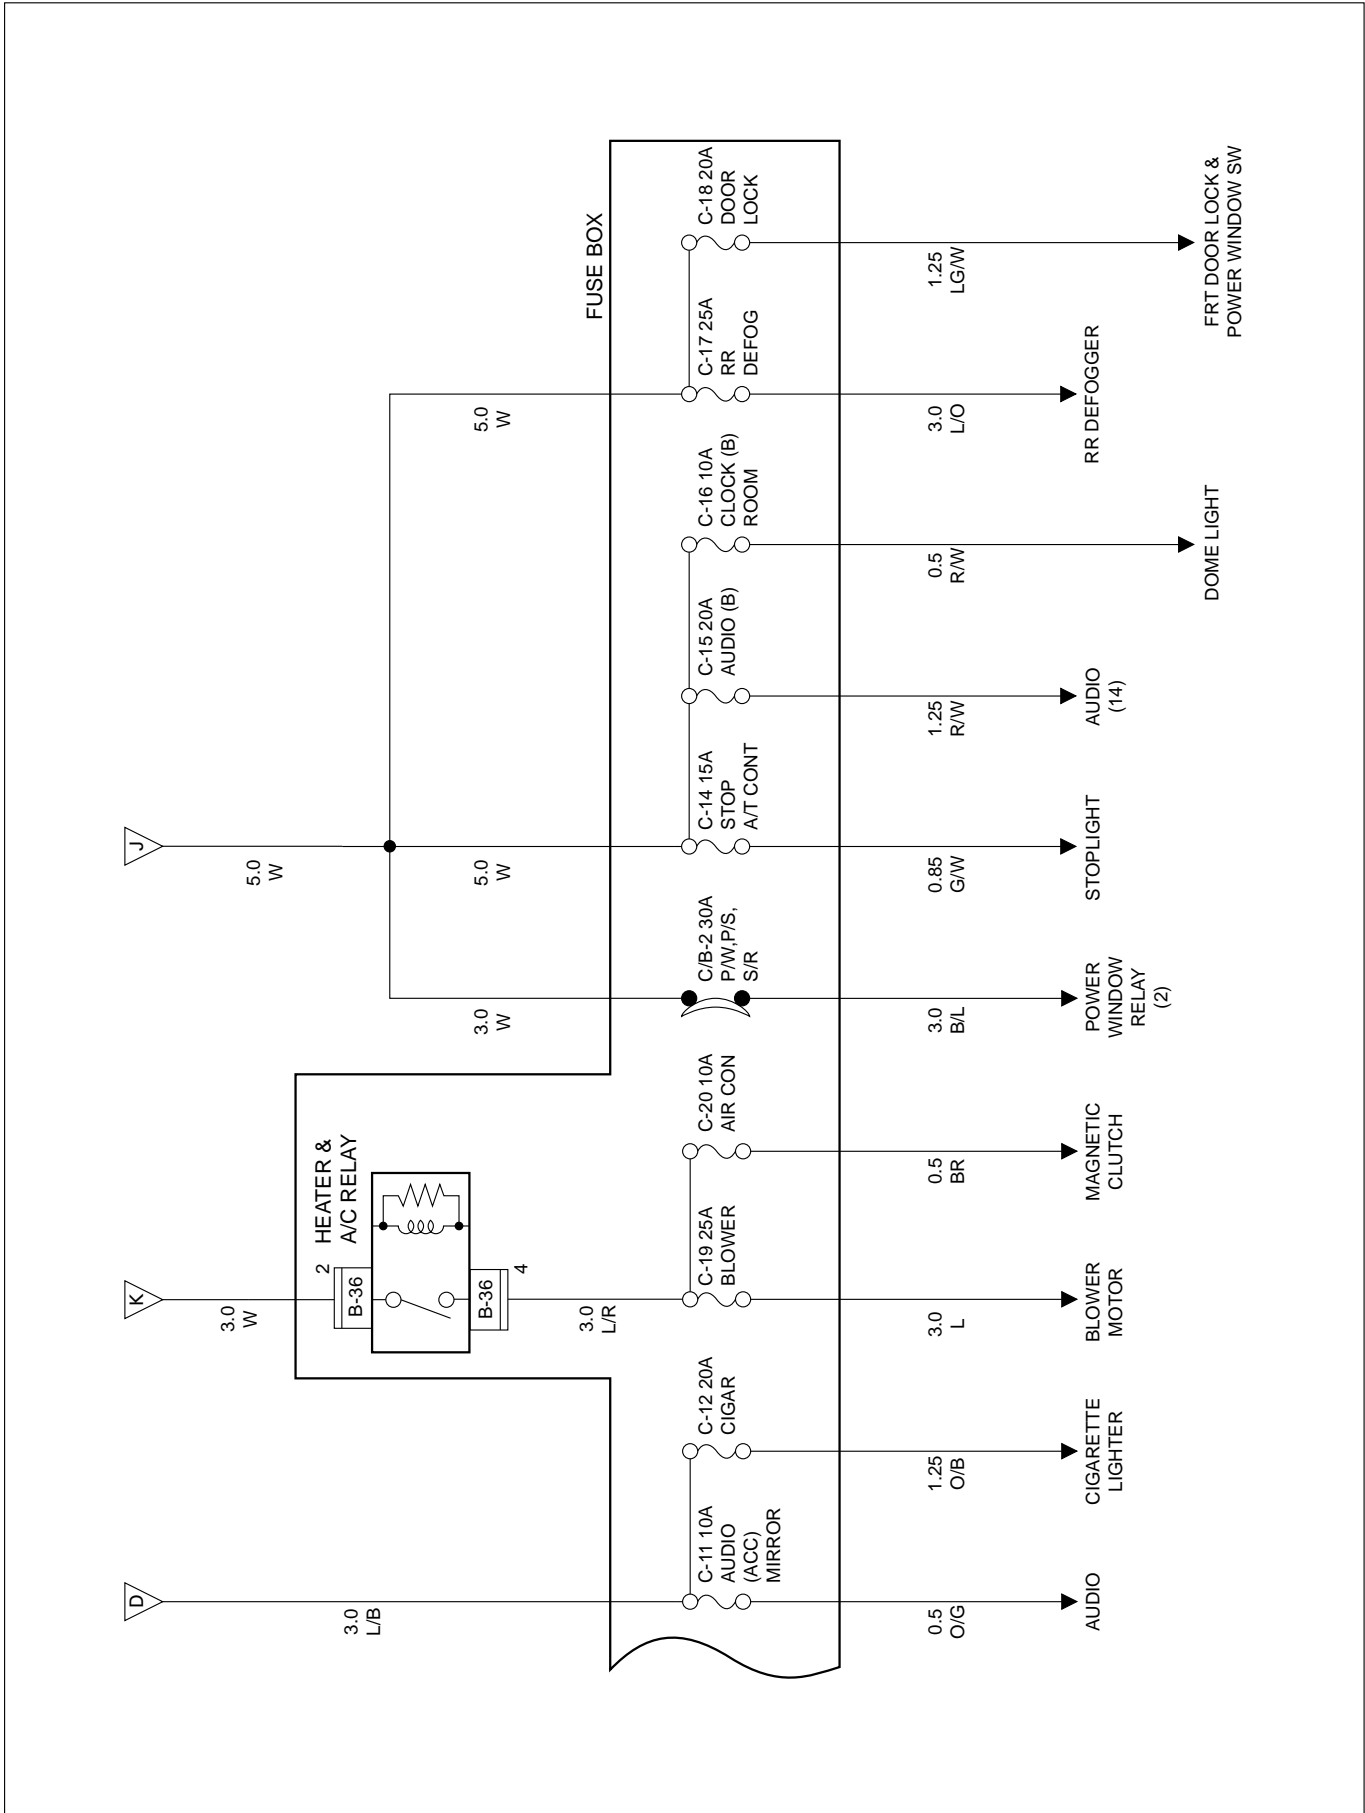 D
K
J
3.0
L/B
3.0
W
5.0
W
HEATER &
A/C RELAY
2
B-36
B-36
4
3.0
L/R
3.0
W
5.0
W
5.0
W
FUSE BOX
C-11 10A
AUDIO
(ACC)
MIRROR
C-12 20A
CIGAR
C-19 25A
BLOWER
C-20 10A
AIR CON
C/B-2 30A
P/W,P/S,
S/R
C-14 15A
STOP
A/T CONT
C-15 20A
AUDIO (B)
C-16 10A
CLOCK (B)
ROOM
C-17 25A
RR
DEFOG
C-18 20A
DOOR
LOCK
0.5
O/G
1.25
O/B
3.0
L
0.5
BR
3.0
B/L
0.85
G/W
1.25
R/W
0.5
R/W
3.0
L/O
1.25
LG/W
AUDIO
CIGARETTE
LIGHTER
BLOWER
MOTOR
MAGNETIC
CLUTCH
POWER
WINDOW
RELAY
(2)
STOPLIGHT
AUDIO
(14)
DOME LIGHT
RR DEFOGGER
FRT DOOR LOCK &
POWER WINDOW SW